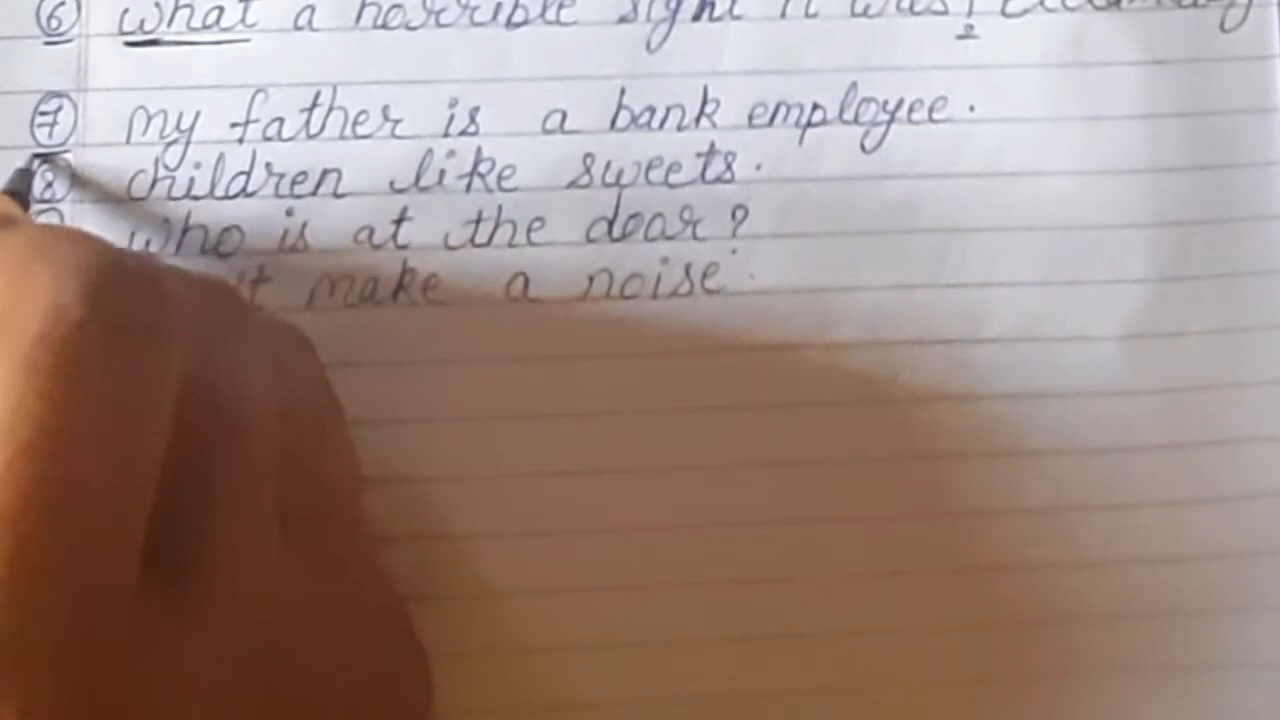 6 what a horrible sight it was!
7 my father is a bank employee.
8 children like sweets.
who is at the door?
make a noise.